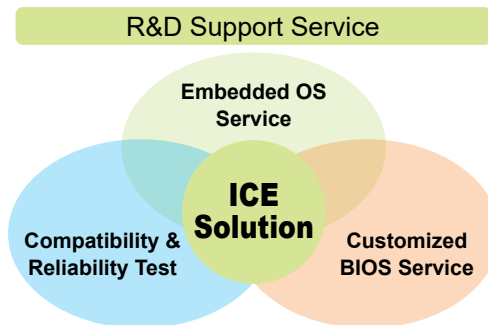 R&D Support Service
Embedded OS
Service
ICE
Solution
Compatibility &
Reliability Test
Customized
BIOS Service